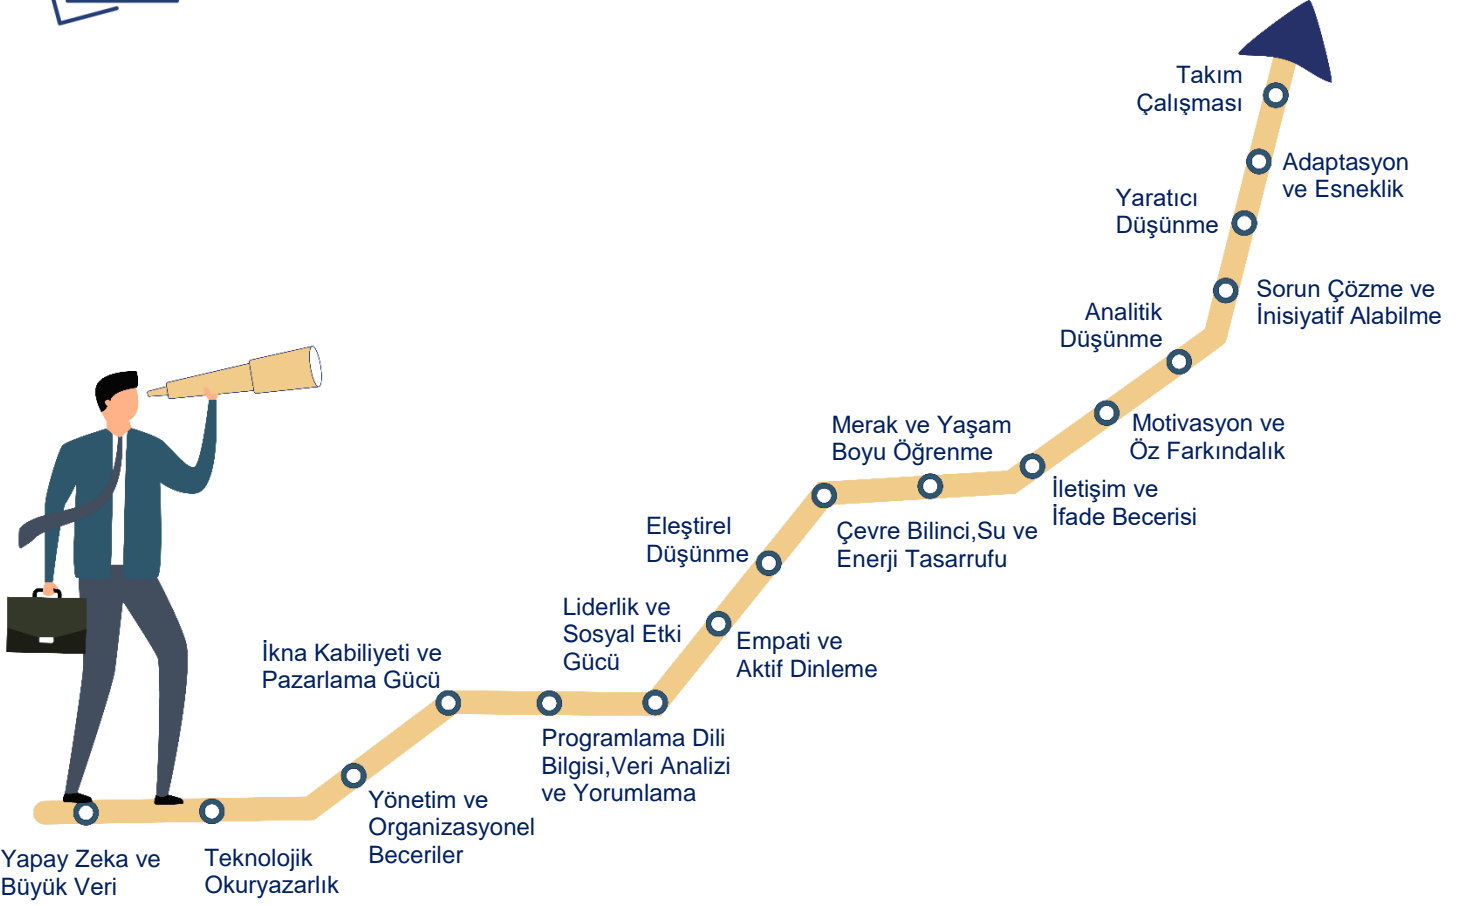 Takım
Çalışması
Adaptasyon
ve Esneklik
Yaratıcı
Düşünme
Sorun Çözme ve
İnisiyatif Alabilme
Analitik
Düşünme
Motivasyon ve
Öz Farkındalık
Merak ve Yaşam
Boyu Öğrenme
İletişim ve
İfade Becerisi
Çevre Bilinci,Su ve
Enerji Tasarrufu
Eleştirel
Düşünme
Empati ve
Aktif Dinleme
Liderlik ve
Sosyal Etki
Gücü
Programlama Dili
Bilgisi,Veri Analizi
ve Yorumlama
İkna Kabiliyeti ve
Pazarlama Gücü
Yönetim ve
Organizasyonel
Beceriler
Teknolojik
Okuryazarlık
Yapay Zeka ve
Büyük Veri